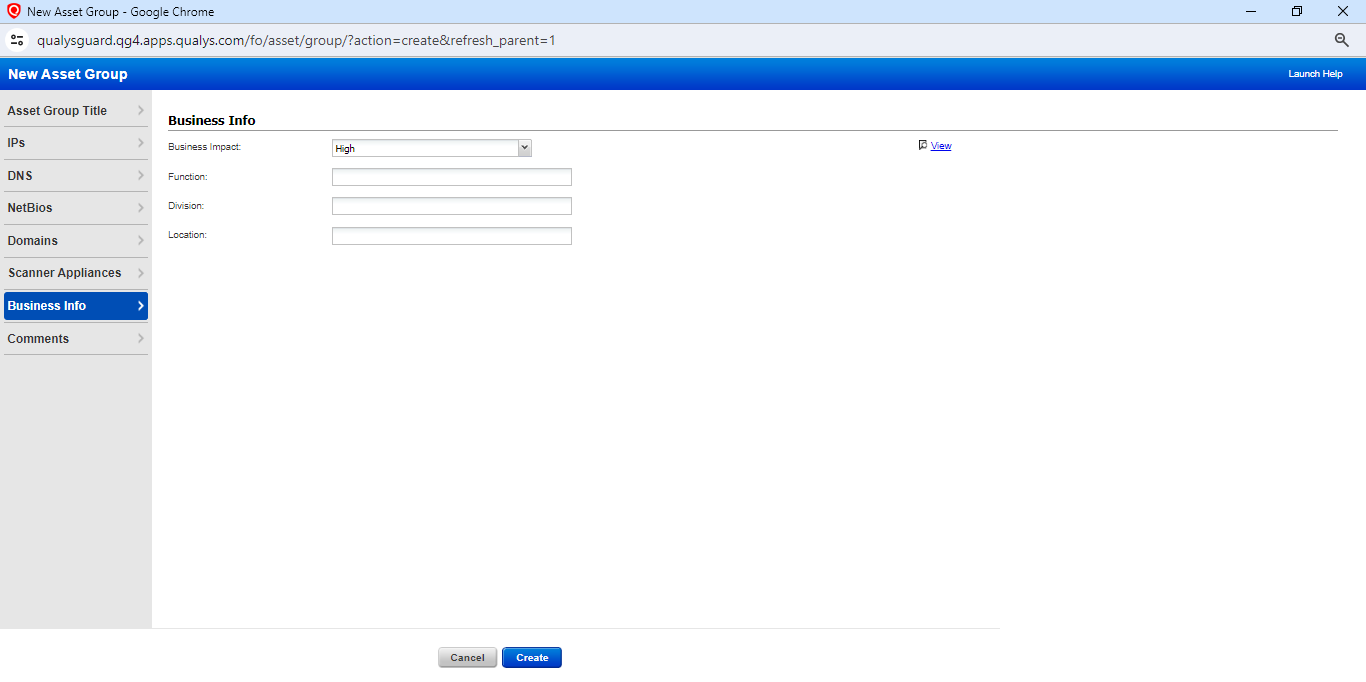 New Asset Group - Google Chrome
qualysguard.qg4.apps.qualys.com/fo/asset/group/?action=create&refresh_parent=1
New Asset Group
Launch Help
Asset Group Title
IPs
DNS
NetBios
Domains
Scanner Appliances
Business Info
Comments
Business Info
Business Impact:
High
View
Function:
Division:
Location:
Cancel
Create